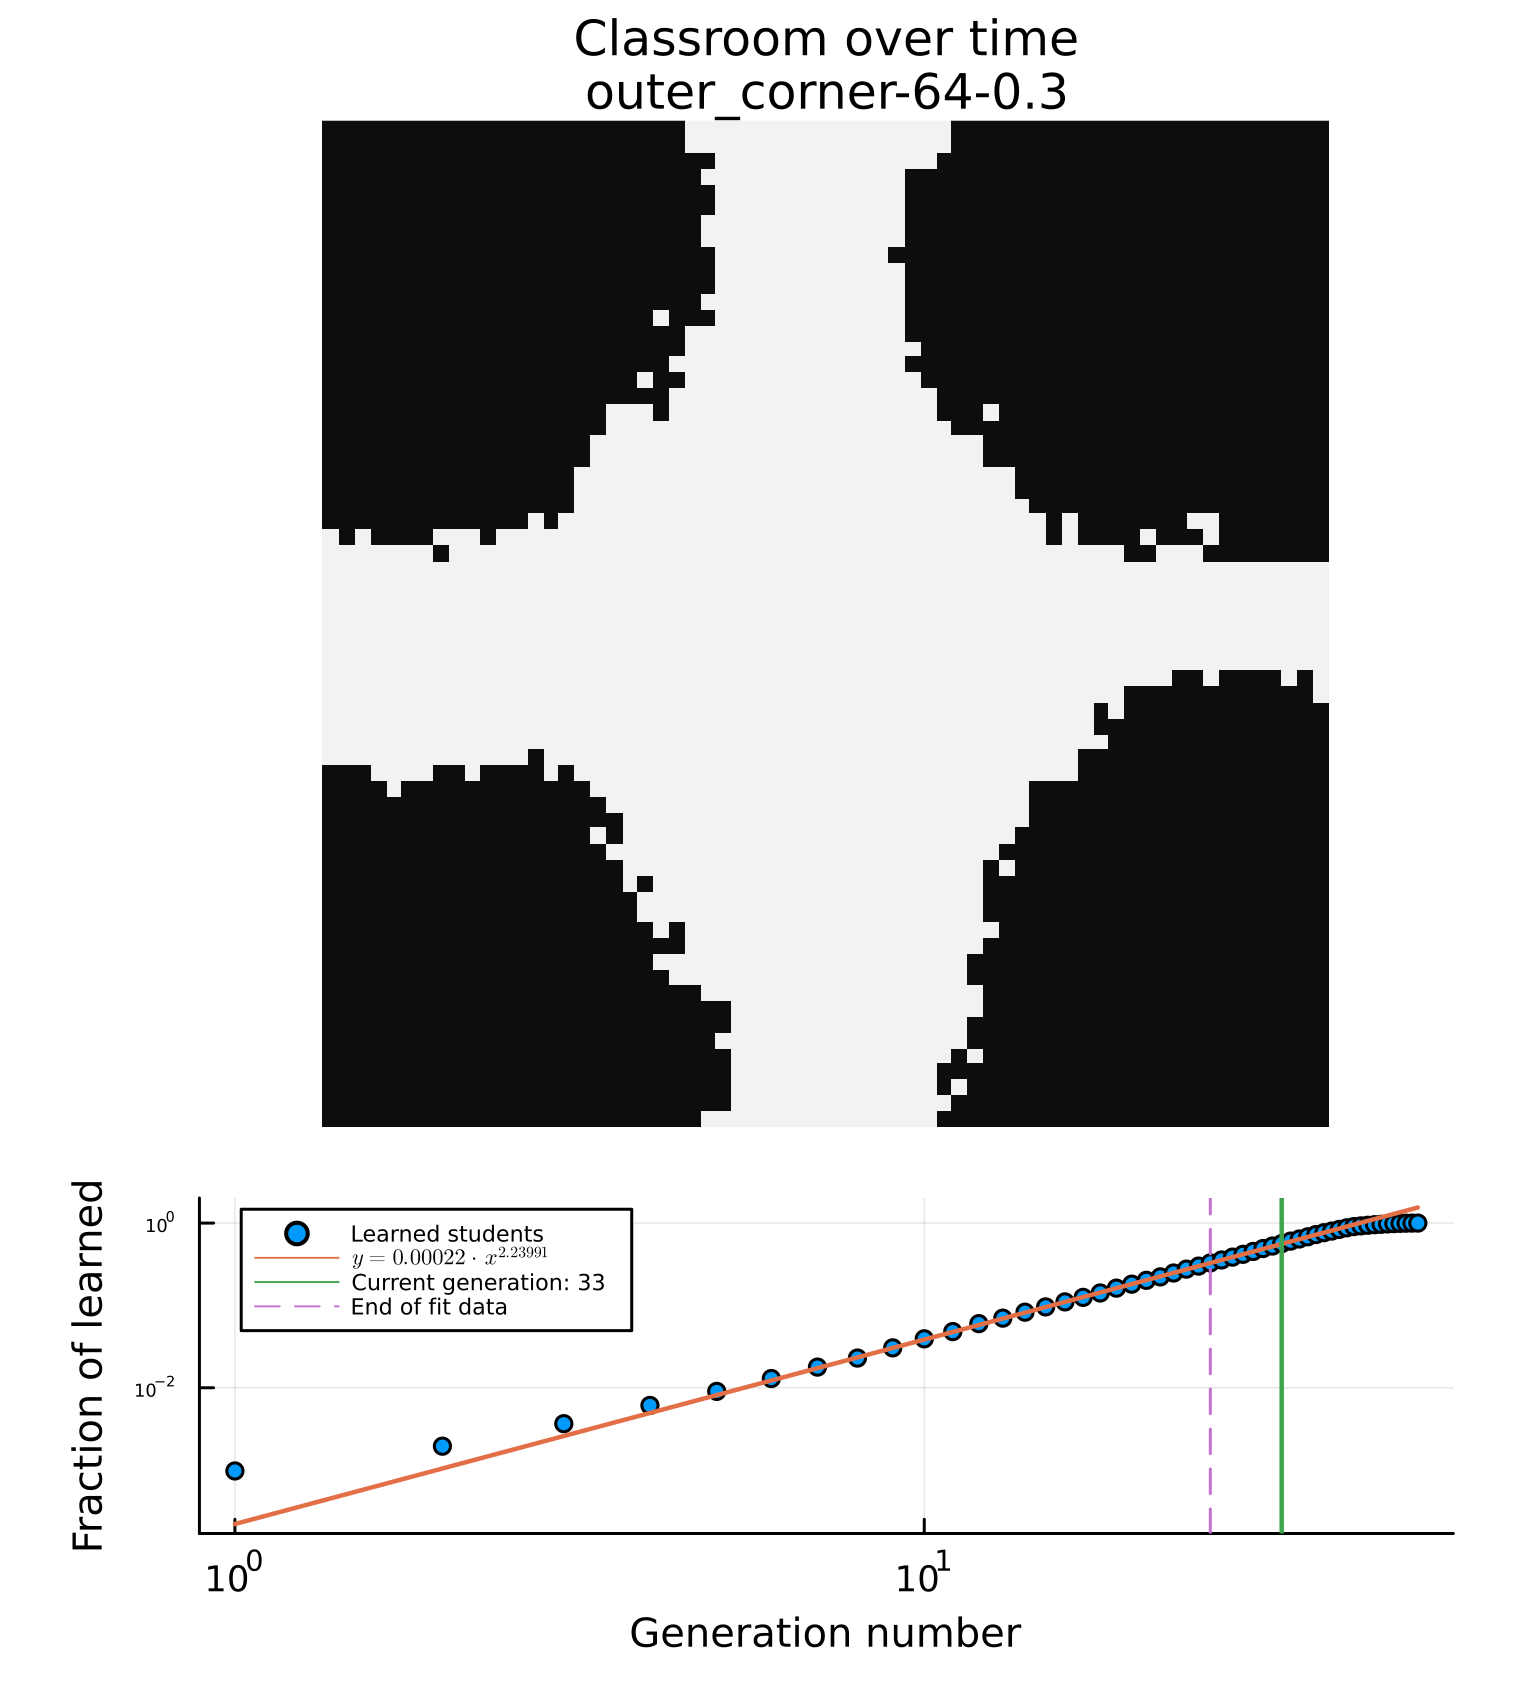 Classroom over time
outer_corner-64-0.3
Fraction of learned
10^0
10^-2
Learned students
y = 0.00022 · x^2.23991
Current generation: 33
End of fit data
10^0
10^1
Generation number